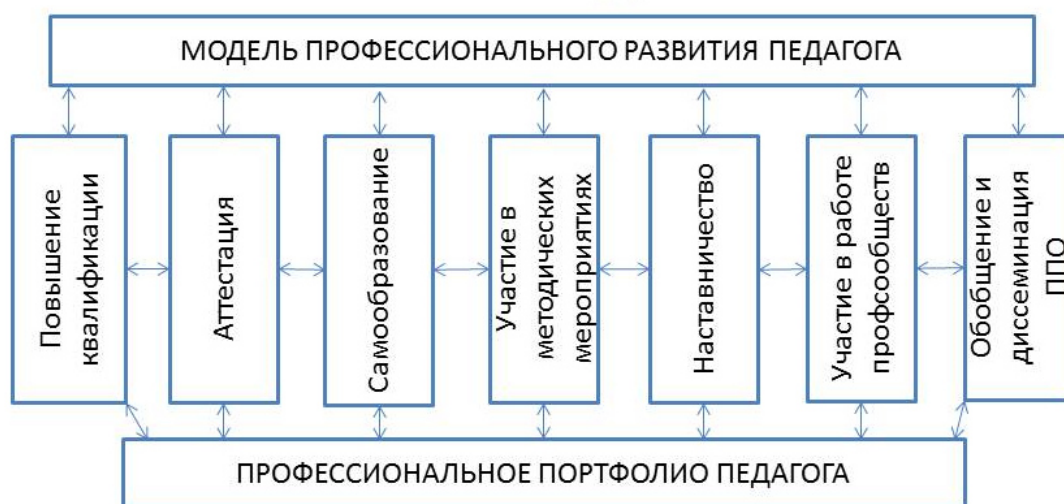 МОДЕЛЬ ПРОФЕССИОНАЛЬНОГО РАЗВИТИЯ ПЕДАГОГА
Повышение
квалификации
Аттестация
Самообразование
Участие в
методических
мероприятиях
Наставничество
Участие в работе
профсообществ
Обобщение и
диссеминация
ППО
ПРОФЕССИОНАЛЬНОЕ ПОРТФОЛИО ПЕДАГОГА